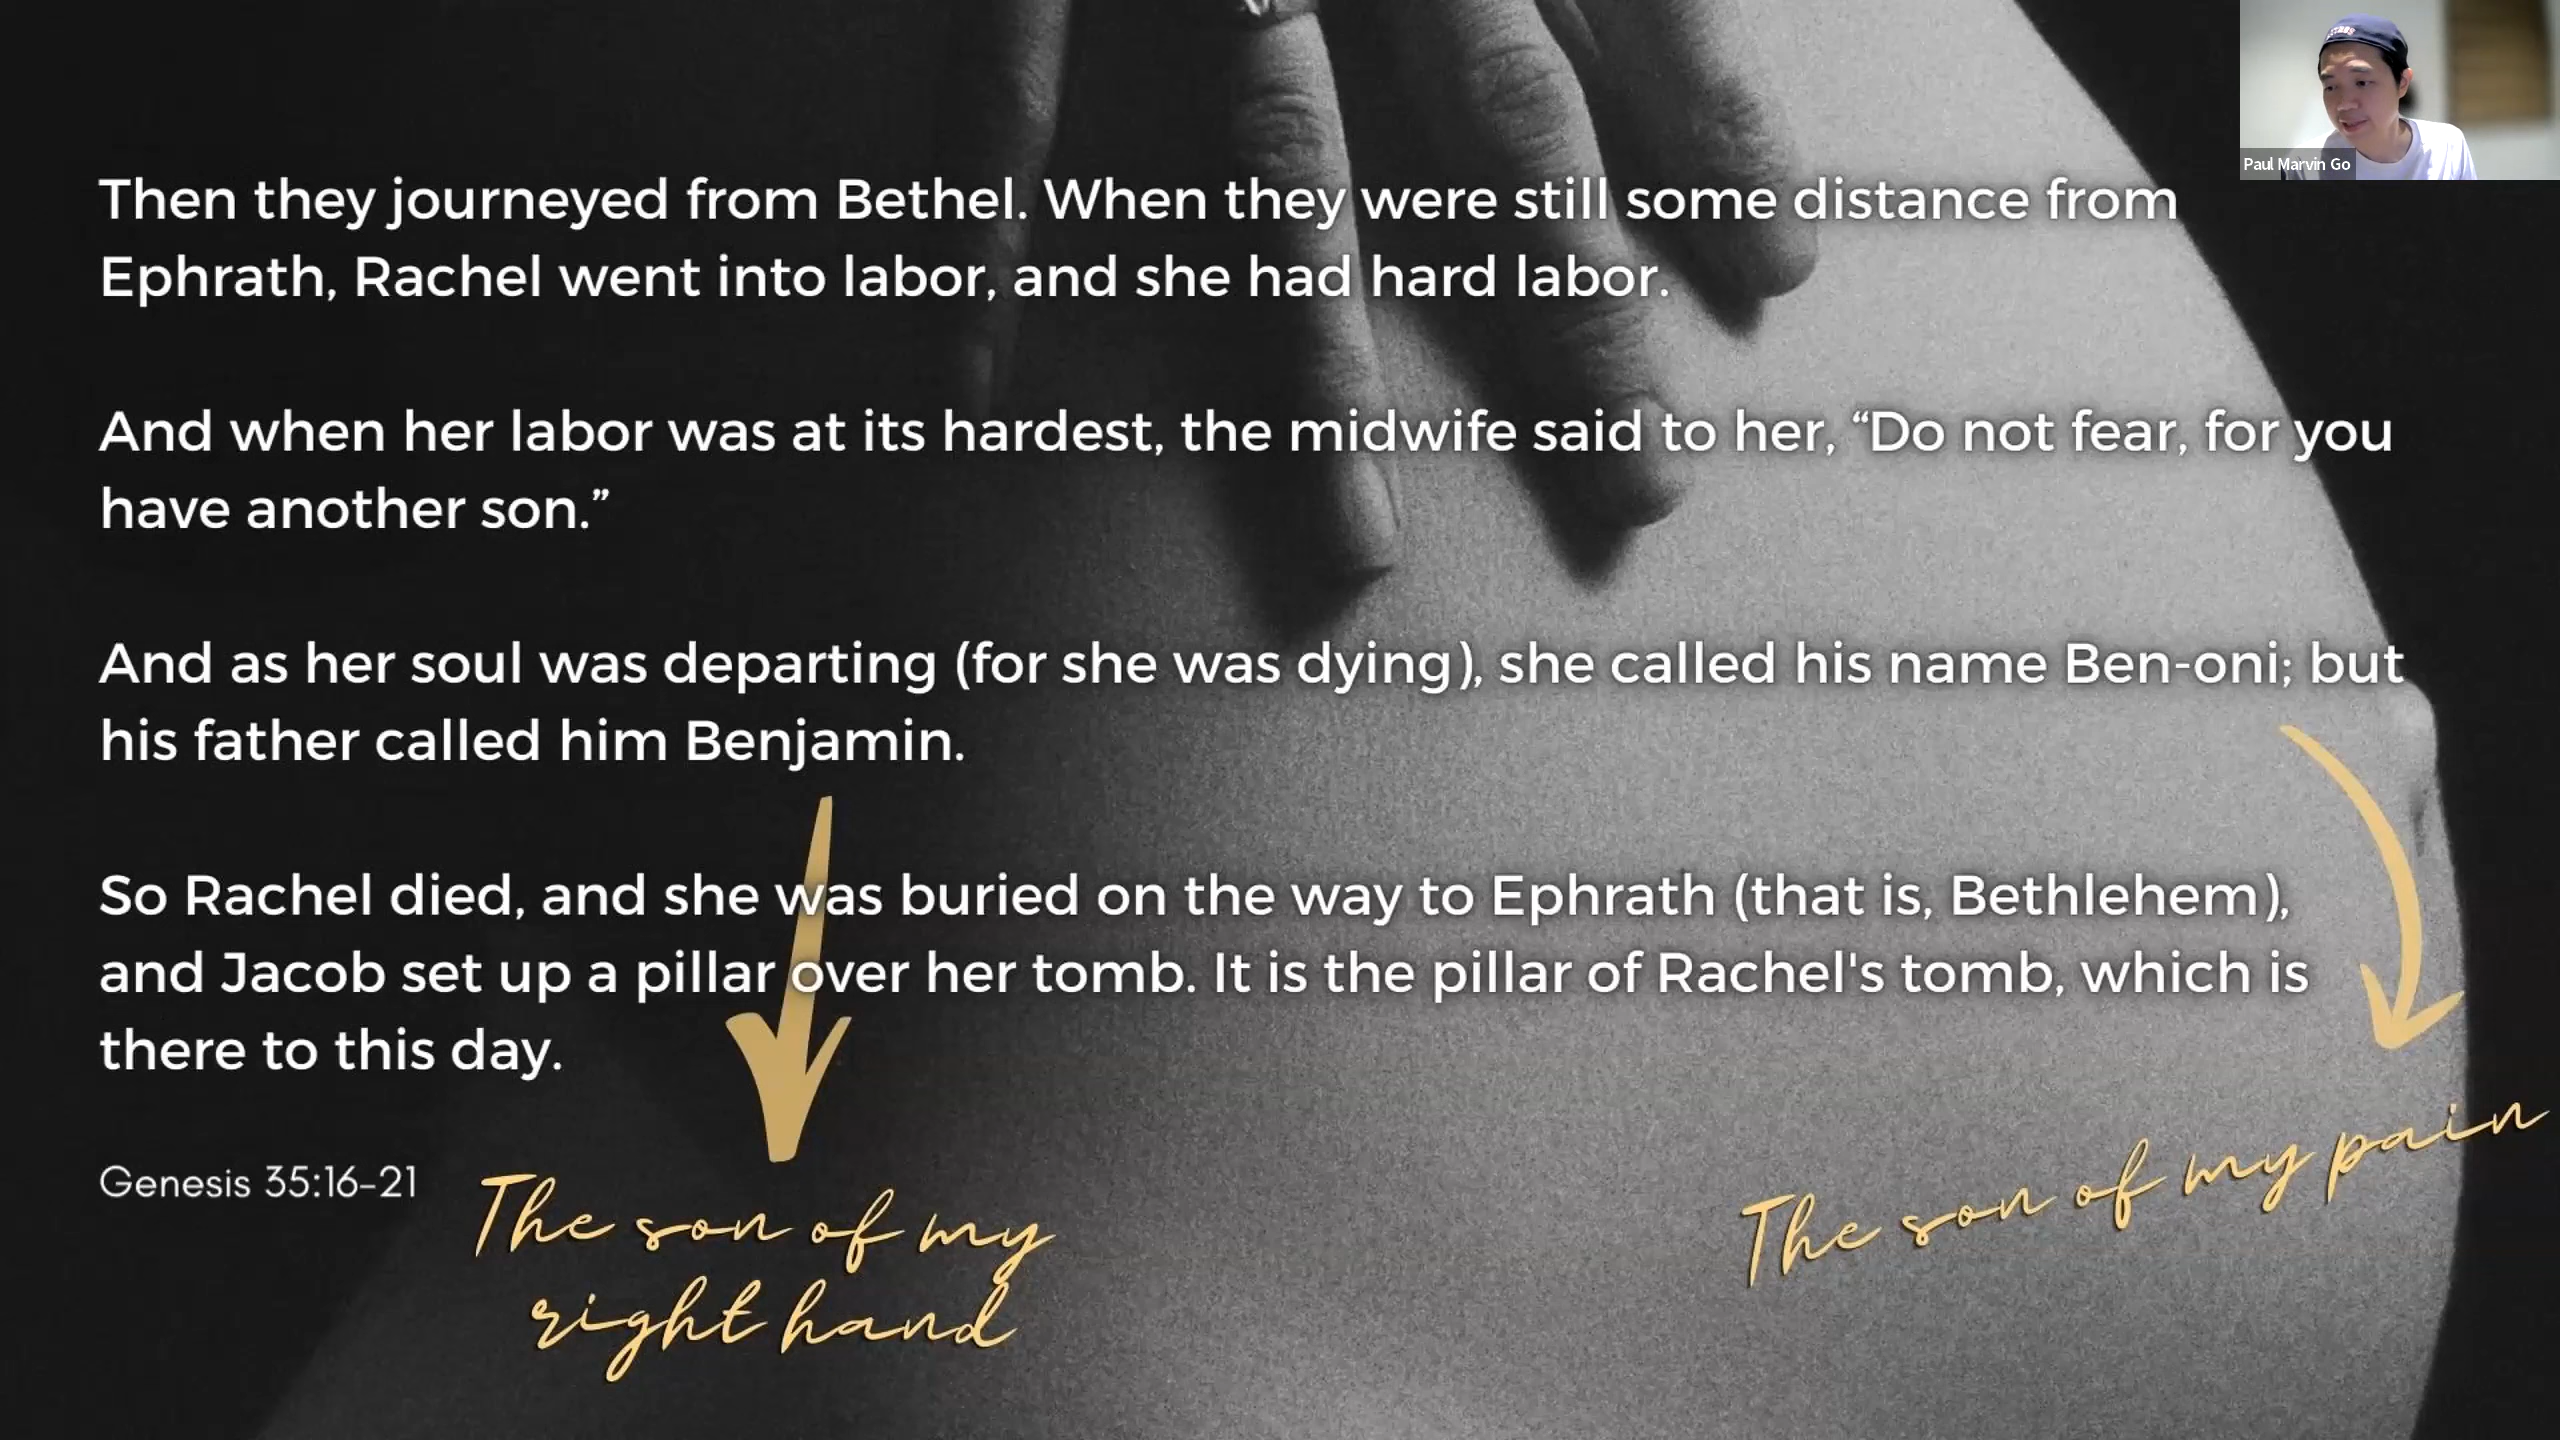 Paul Marvin Go
Then they journeyed from Bethel. When they were still some distance from
Ephrath, Rachel went into labor, and she had hard labor.
And when her labor was at its hardest, the midwife said to her, “Do not fear, for you
have another son.”
And as her soul was departing (for she was dying), she called his name Ben-oni; but
his father called him Benjamin.
So Rachel died, and she was buried on the way to Ephrath (that is, Bethlehem),
and Jacob set up a pillar over her tomb. It is the pillar of Rachel's tomb, which is
there to this day.
Genesis 35:16-21
The son of my
right hand
The son of my pain